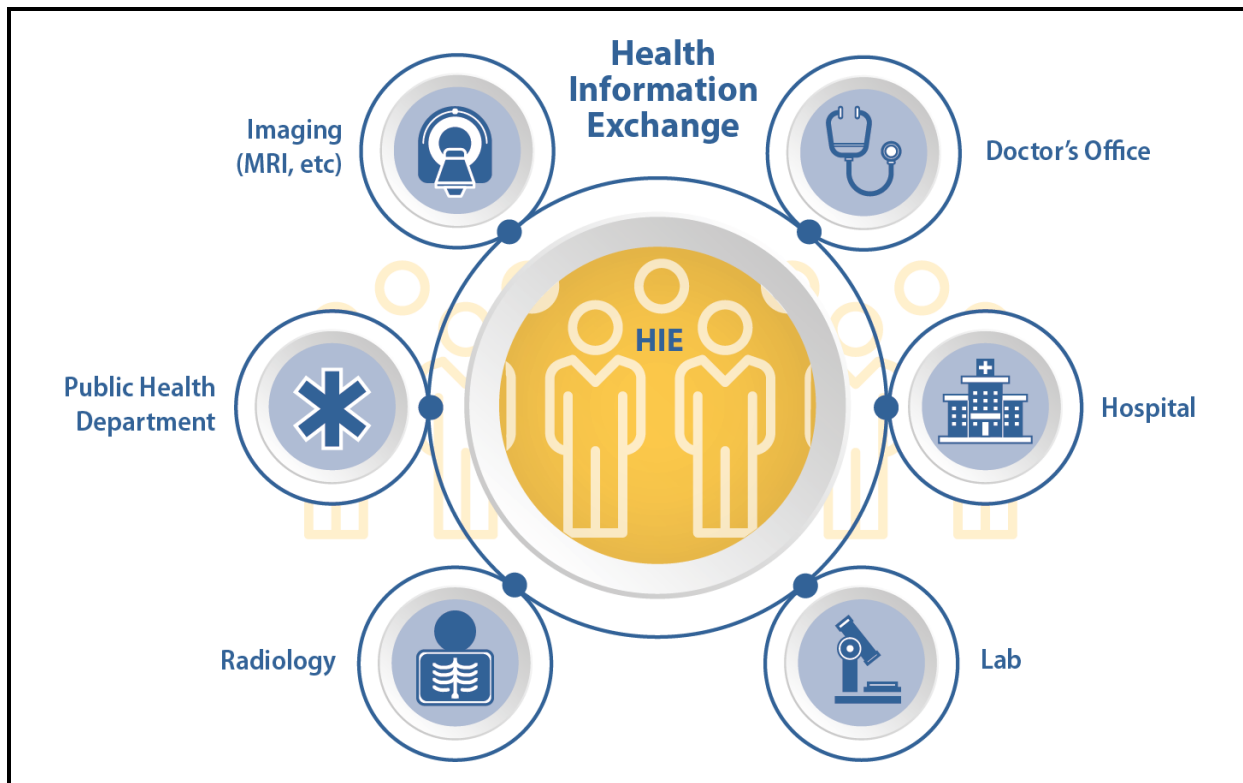 Health
Information
Exchange
Imaging
(MRI, etc)
Doctor’s Office
HIE
Public Health
Department
Hospital
Radiology
Lab